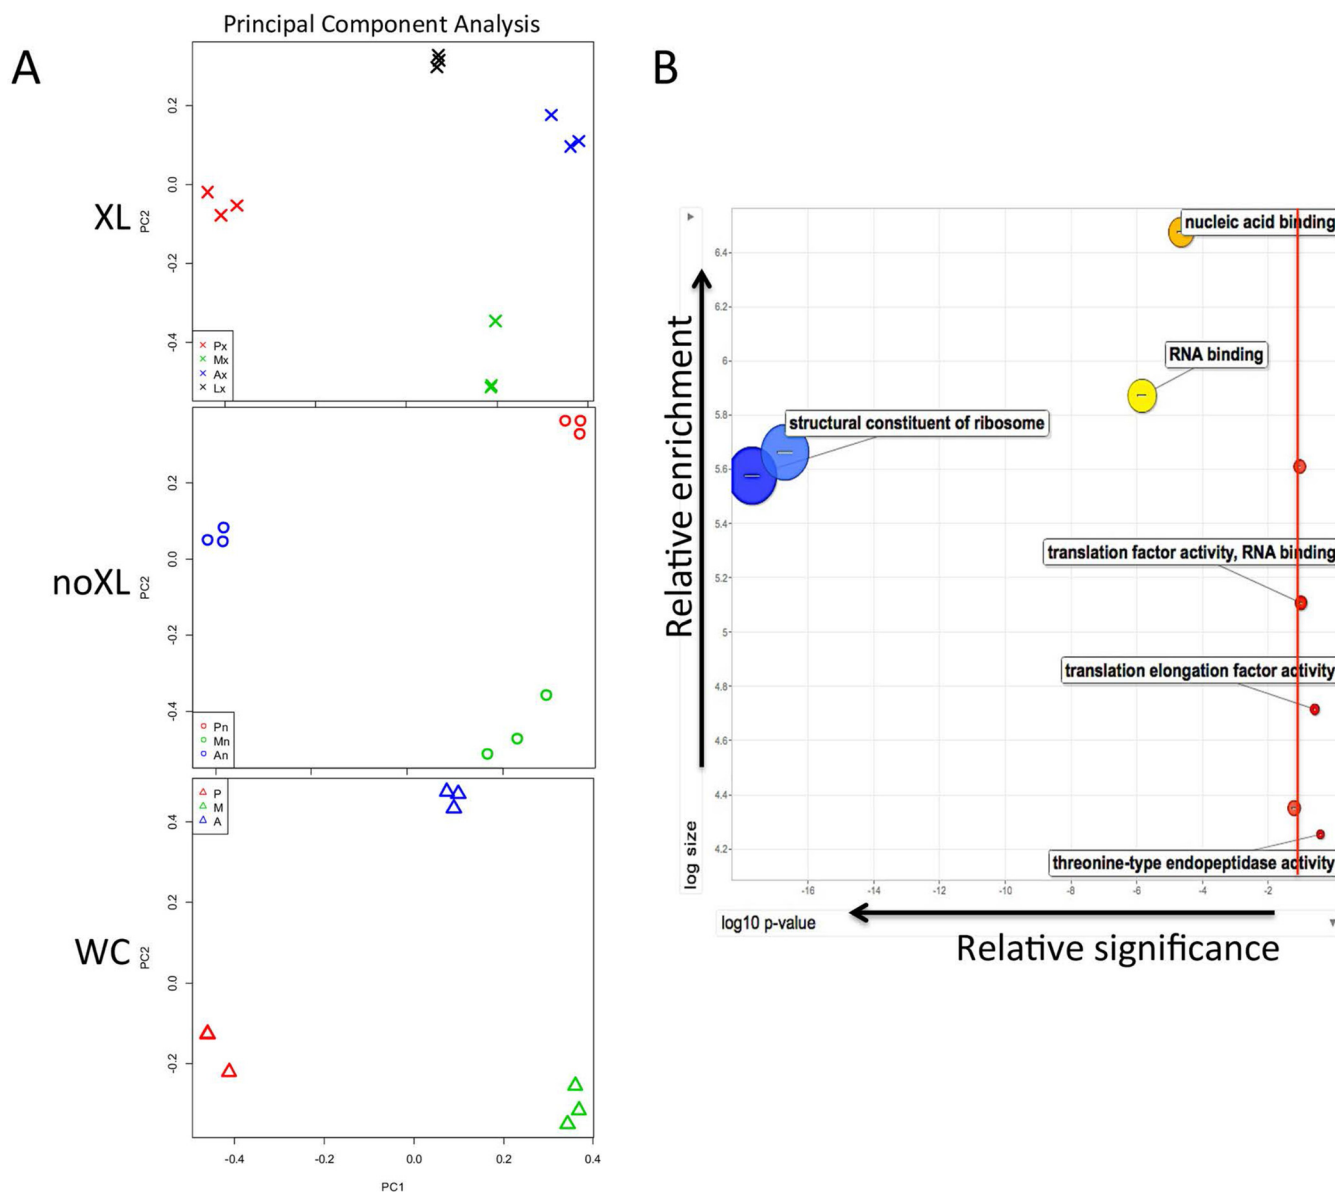 Principal Component Analysis
A
XL
PC2
0.2
0.0
-0.2
-0.4
Px
Mx
Ax
Lx
noXL
PC2
0.2
0.0
-0.2
-0.4
Pn
Mn
An
WC
PC2
0.4
0.2
0.0
-0.2
P
M
A
-0.4 -0.2 0.0 0.2 0.4
PC1
B
Relative enrichment
log size
6.4
6.2
6
5.8
5.6
5.4
5.2
5
4.8
4.6
4.4
4.2
nucleic acid binding
RNA binding
structural constituent of ribosome
translation factor activity, RNA binding
translation elongation factor activity
threonine-type endopeptidase activity
-16 -14 -12 -10 -8 -6 -4 -2
log10 p-value
Relative significance